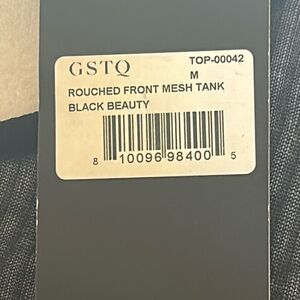 GSTQ TOP-00042
M
ROUCHED FRONT MESH TANK
BLACK BEAUTY
8 10096 98400 5